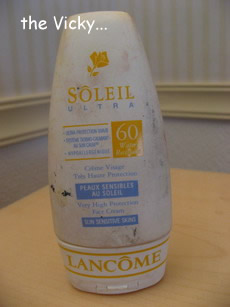 the Vicky...
SÔLEIL
ULTRA
60
Crème Visage
Très Haute Protection
PEAUX SENSIBLES
AU SOLEIL
Very High Protection
Face Cream
SUN SENSITIVE SKINS
LANCÔME